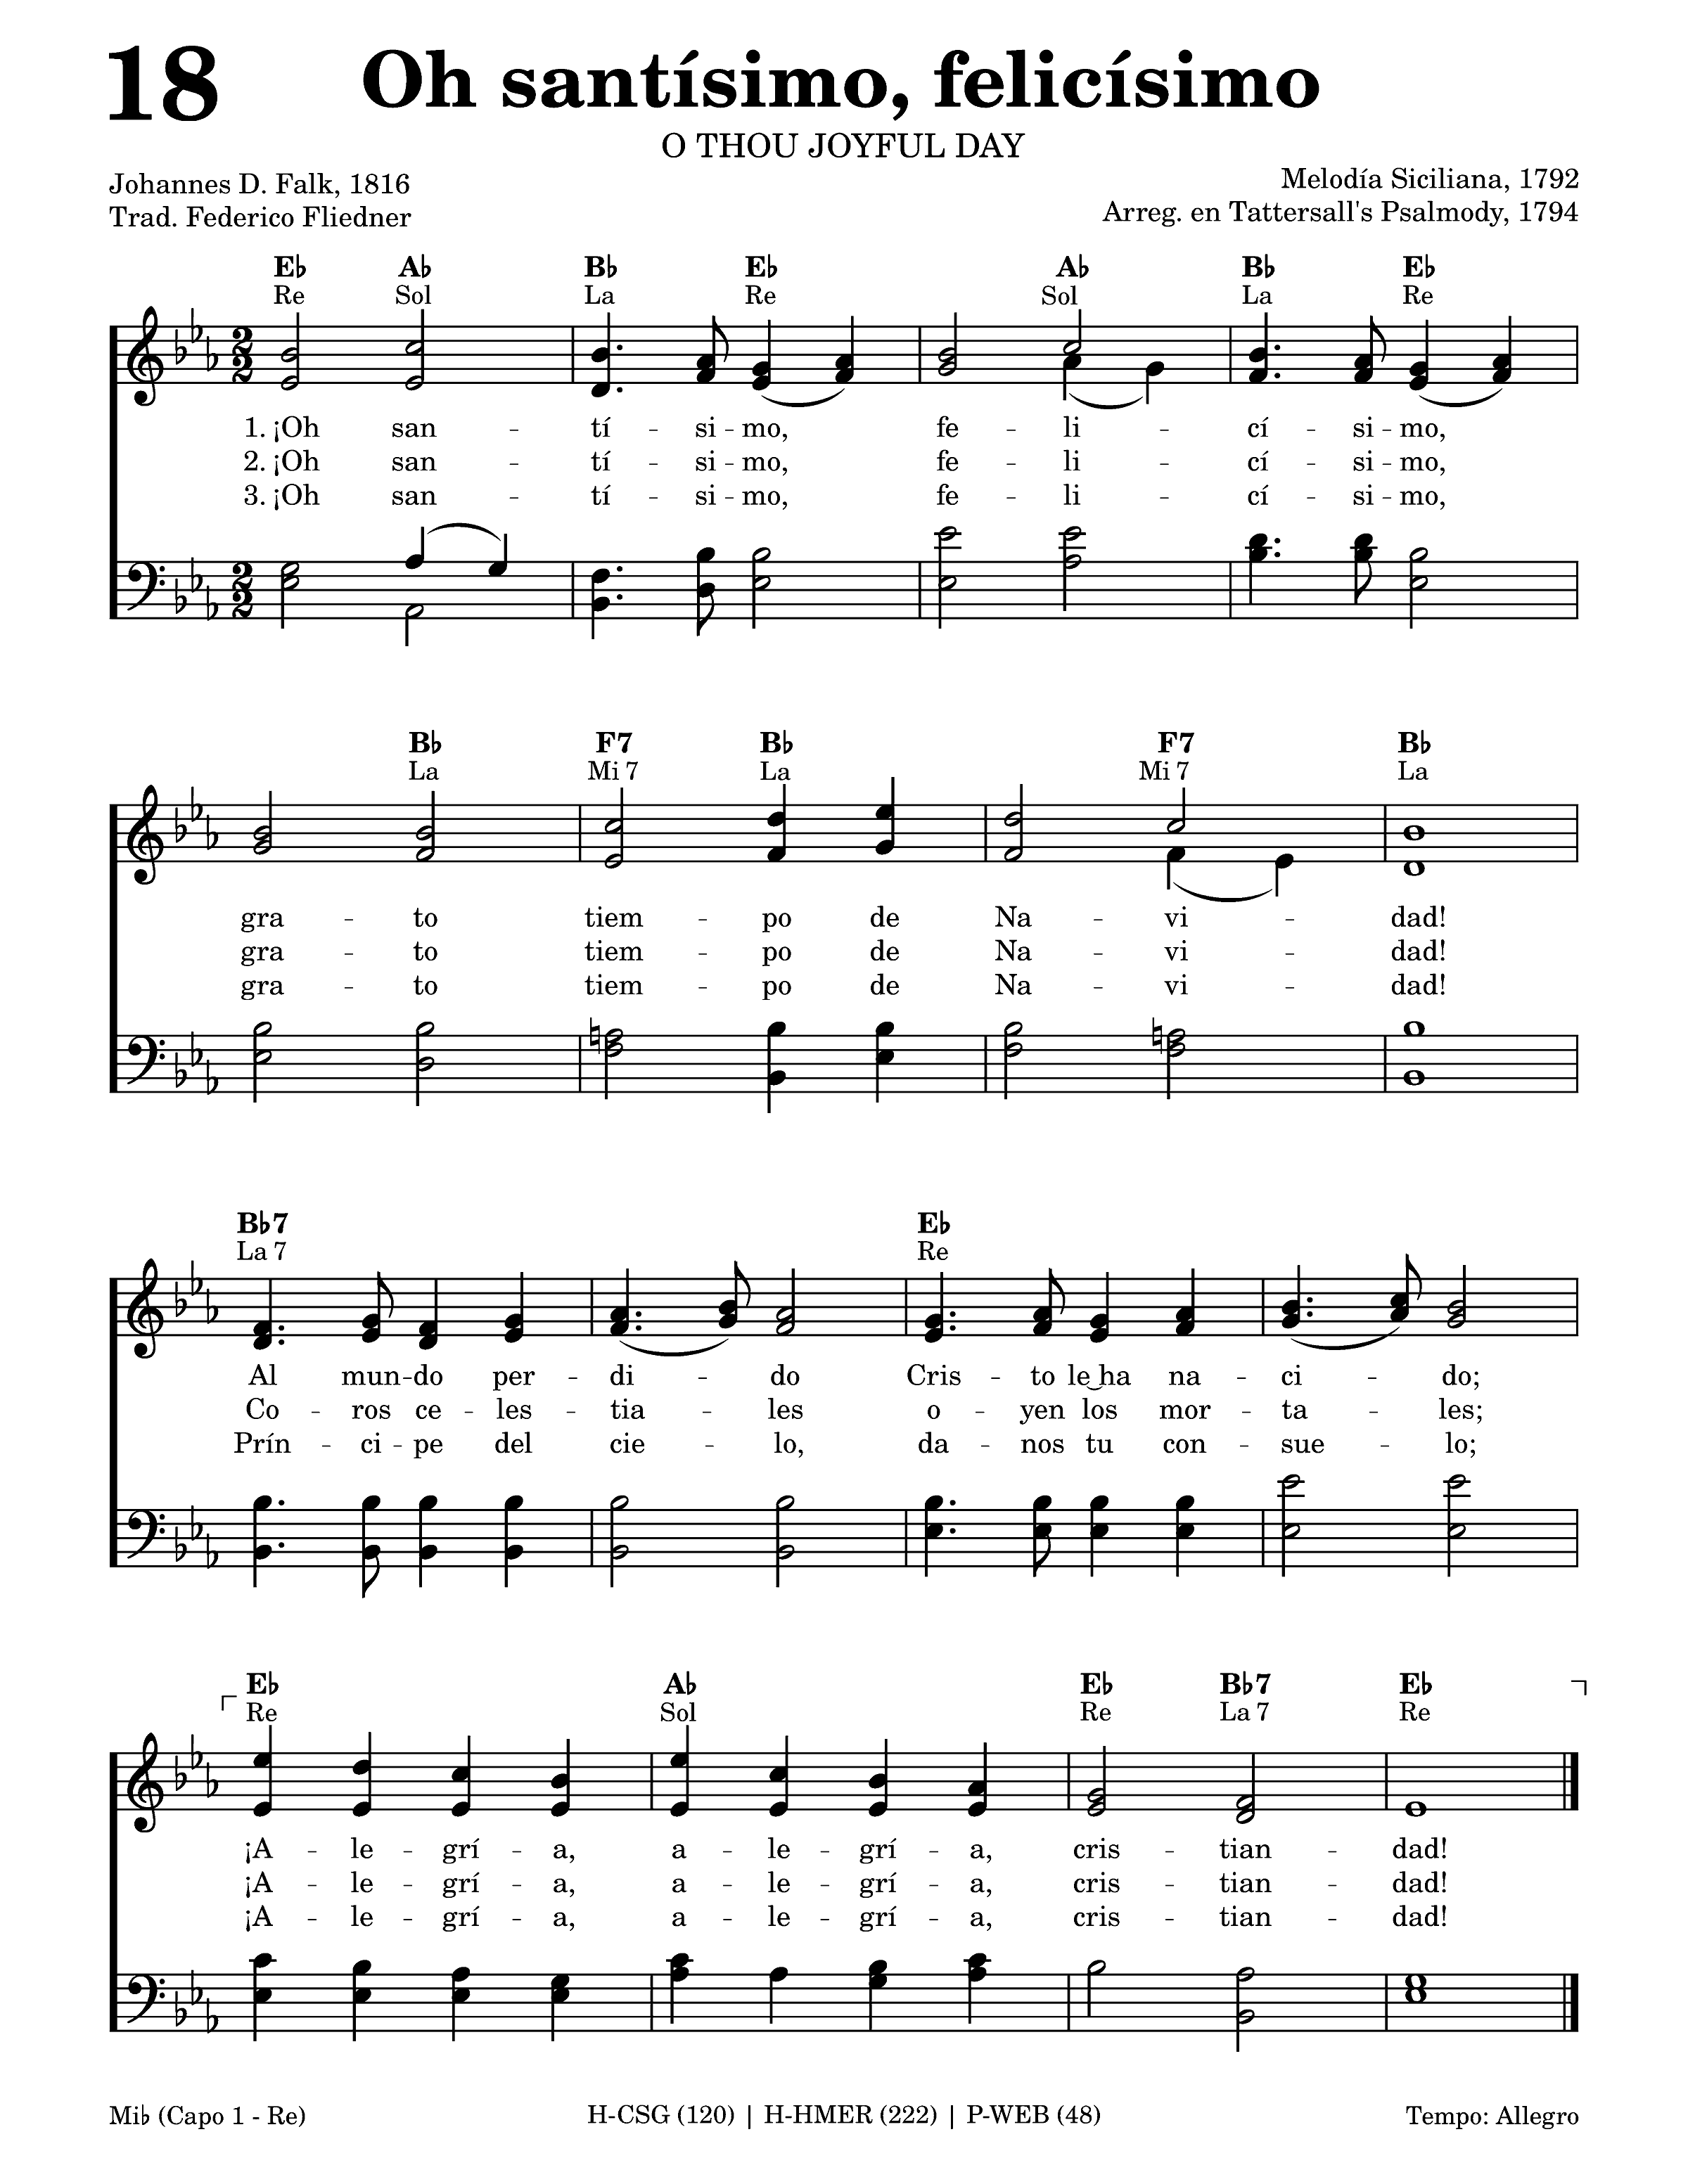 18
Oh santísimo, felicísimo
O THOU JOYFUL DAY
Johannes D. Falk, 1816
Trad. Federico Fliedner
Melodía Siciliana, 1792
Arreg. en Tattersall's Psalmody, 1794
E♭ A♭ B♭ E♭ A♭ B♭ E♭
Re Sol La Re Sol La Re
1. ¡Oh san - tí - si - mo, fe - li - cí - si - mo,
2. ¡Oh san - tí - si - mo, fe - li - cí - si - mo,
3. ¡Oh san - tí - si - mo, fe - li - cí - si - mo,
B♭ F7 B♭ F7 B♭
La Mi 7 La Mi 7 La
gra - to tiem - po de Na - vi - dad!
gra - to tiem - po de Na - vi - dad!
gra - to tiem - po de Na - vi - dad!
B♭7 E♭
La 7 Re
Al mun - do per - di - do Cris - to le‿ha na - ci - do;
Co - ros ce - les - tia - les o - yen los mor - ta - les;
Prín - ci - pe del cie - lo, da - nos tu con - sue - lo;
E♭ A♭ E♭ B♭7 E♭
Re Sol Re La 7 Re
¡A - le - grí - a, a - le - grí - a, cris - tian - dad!
¡A - le - grí - a, a - le - grí - a, cris - tian - dad!
¡A - le - grí - a, a - le - grí - a, cris - tian - dad!
Mi♭ (Capo 1 - Re)
H-CSG (120) | H-HMER (222) | P-WEB (48)
Tempo: Allegro